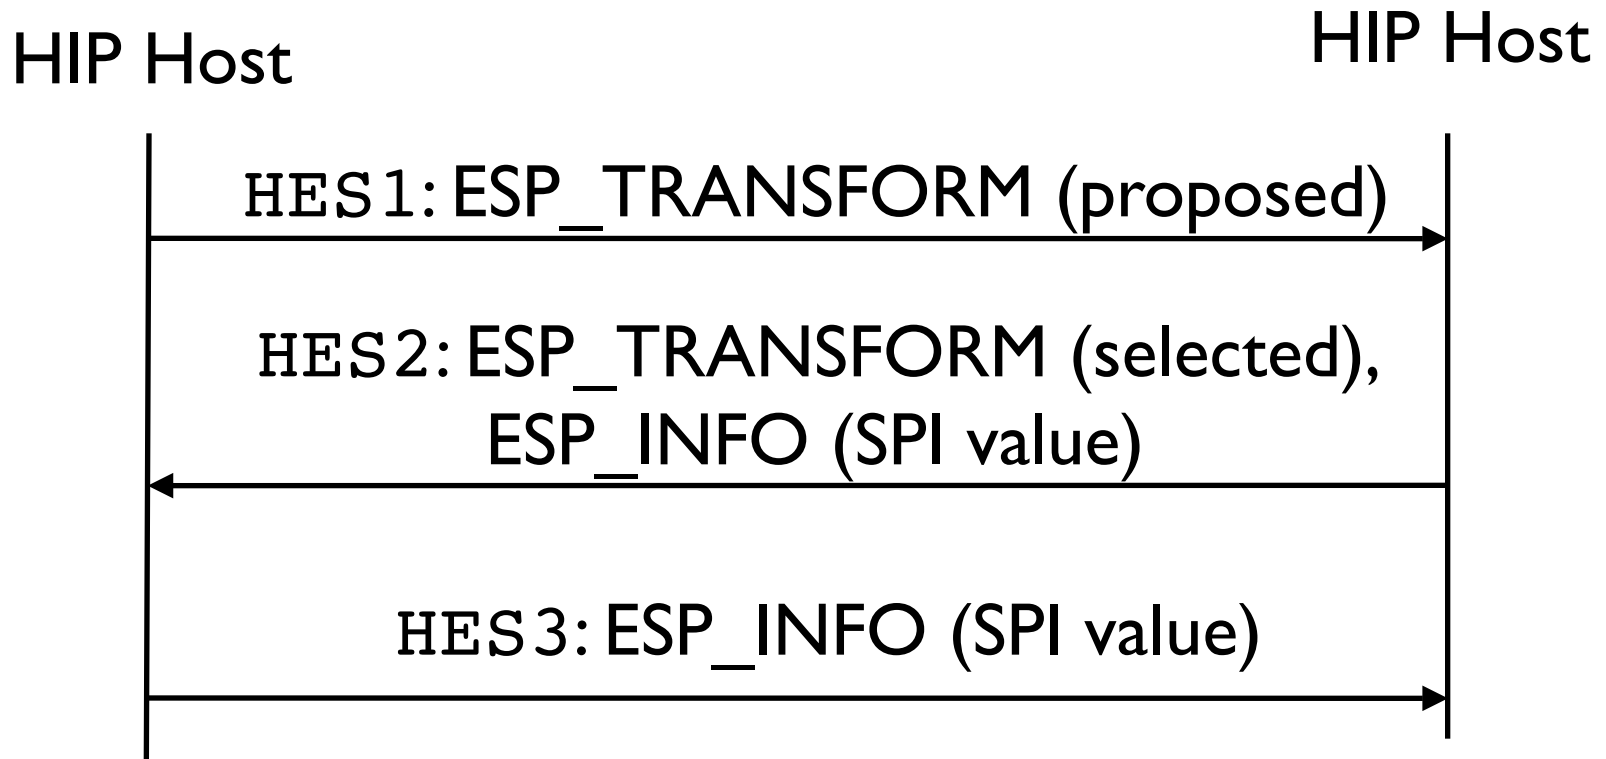 HIP Host
HIP Host
HES1: ESP_TRANSFORM (proposed)
HES2: ESP_TRANSFORM (selected),
ESP_INFO (SPI value)
HES3: ESP_INFO (SPI value)